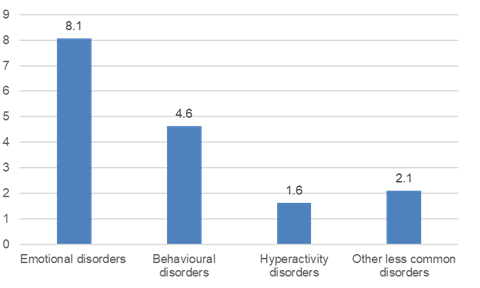 9
8
7
6
5
4
3
2
1
0
8.1
4.6
1.6
2.1
Emotional disorders
Behavioural
disorders
Hyperactivity
disorders
Other less common
disorders